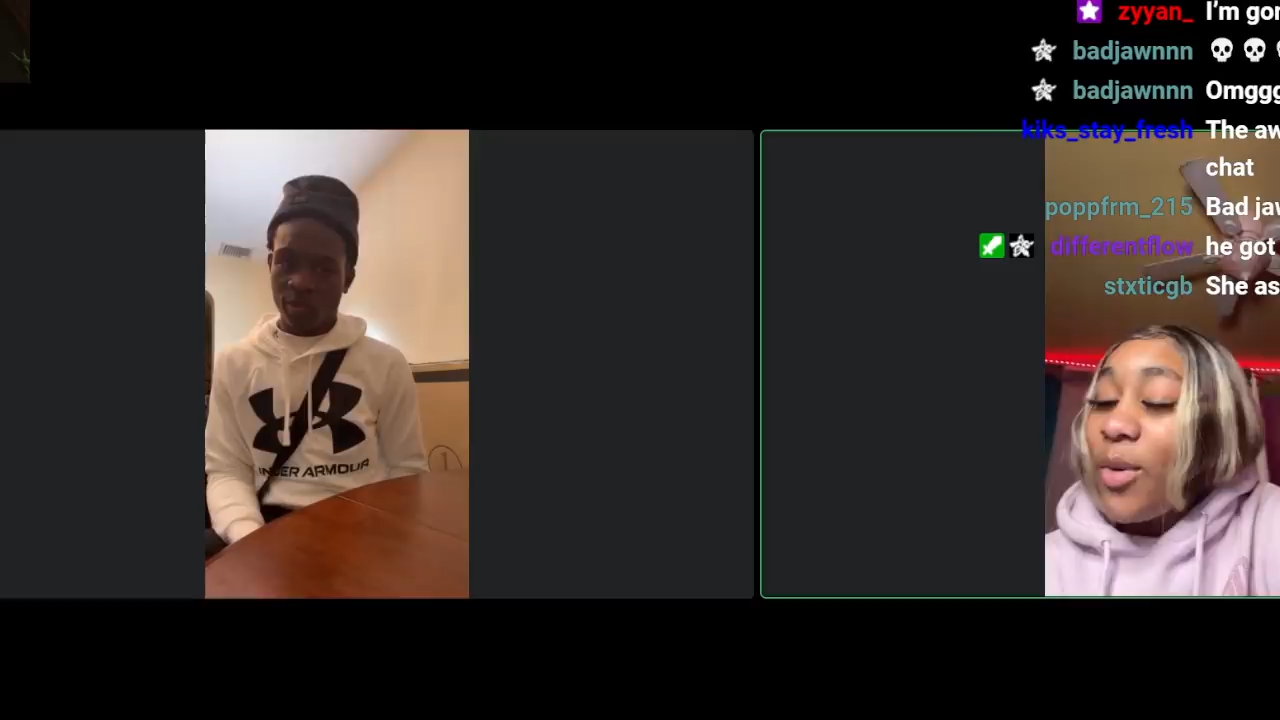 zyyan_ I'm gon
badjawnnn 💀 💀
badjawnnn Omggg
kiks_stay_fresh The aw
chat
poppfrm_215 Bad jaw
differentflow he got
stxticgb She as
UNDER ARMOUR